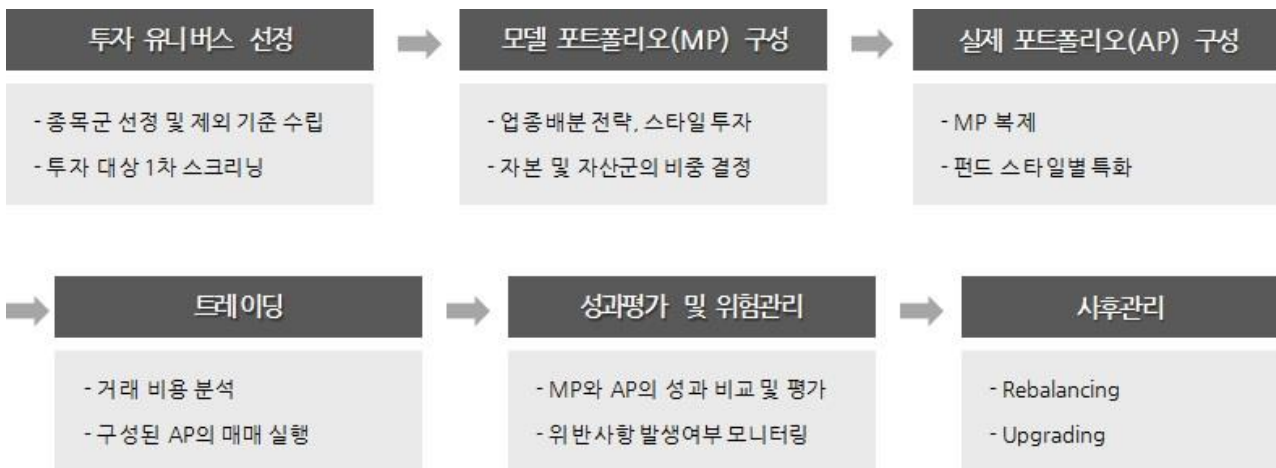 투자 유니버스 선정
- 종목군 선정 및 제외 기준 수립
- 투자 대상 1차 스크리닝
모델 포트폴리오(MP) 구성
- 업종배분 전략, 스타일 투자
- 자본 및 자산군의 비중 결정
실제 포트폴리오(AP) 구성
- MP 복제
- 펀드 스타일별 특화
트레이딩
- 거래 비용 분석
- 구성된 AP의 매매 실행
성과평가 및 위험관리
- MP와 AP의 성과 비교 및 평가
- 위반사항 발생여부 모니터링
사후관리
- Rebalancing
- Upgrading